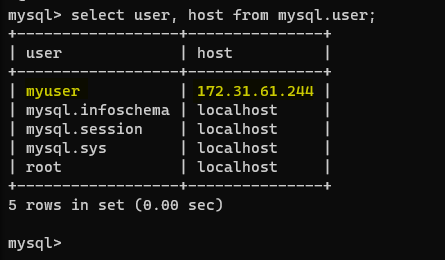 mysql> select user, host from mysql.user;
+------------------+---------------+
| user             | host          |
+------------------+---------------+
| myuser           | 172.31.61.244 |
| mysql.infoschema | localhost     |
| mysql.session    | localhost     |
| mysql.sys        | localhost     |
| root             | localhost     |
+------------------+---------------+
5 rows in set (0.00 sec)
mysql>